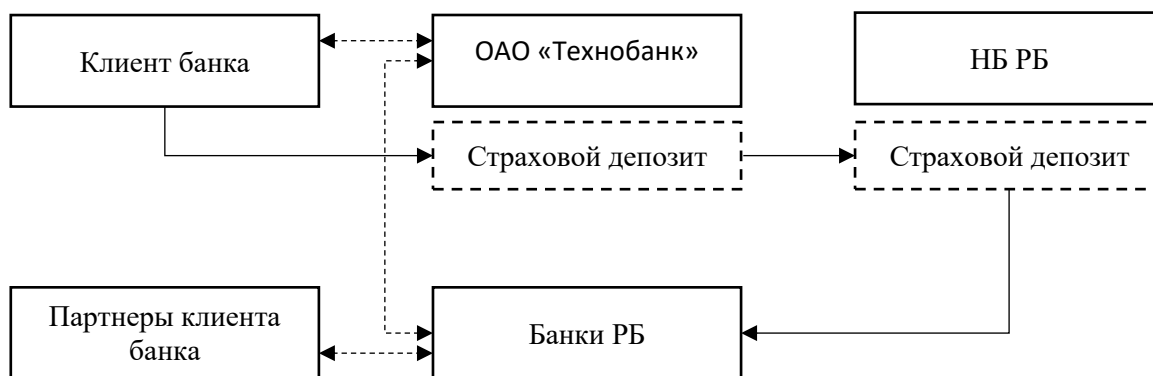 Клиент банка
ОАО «Технобанк»
НБ РБ
Страховой депозит
Страховой депозит
Партнеры клиента
банка
Банки РБ